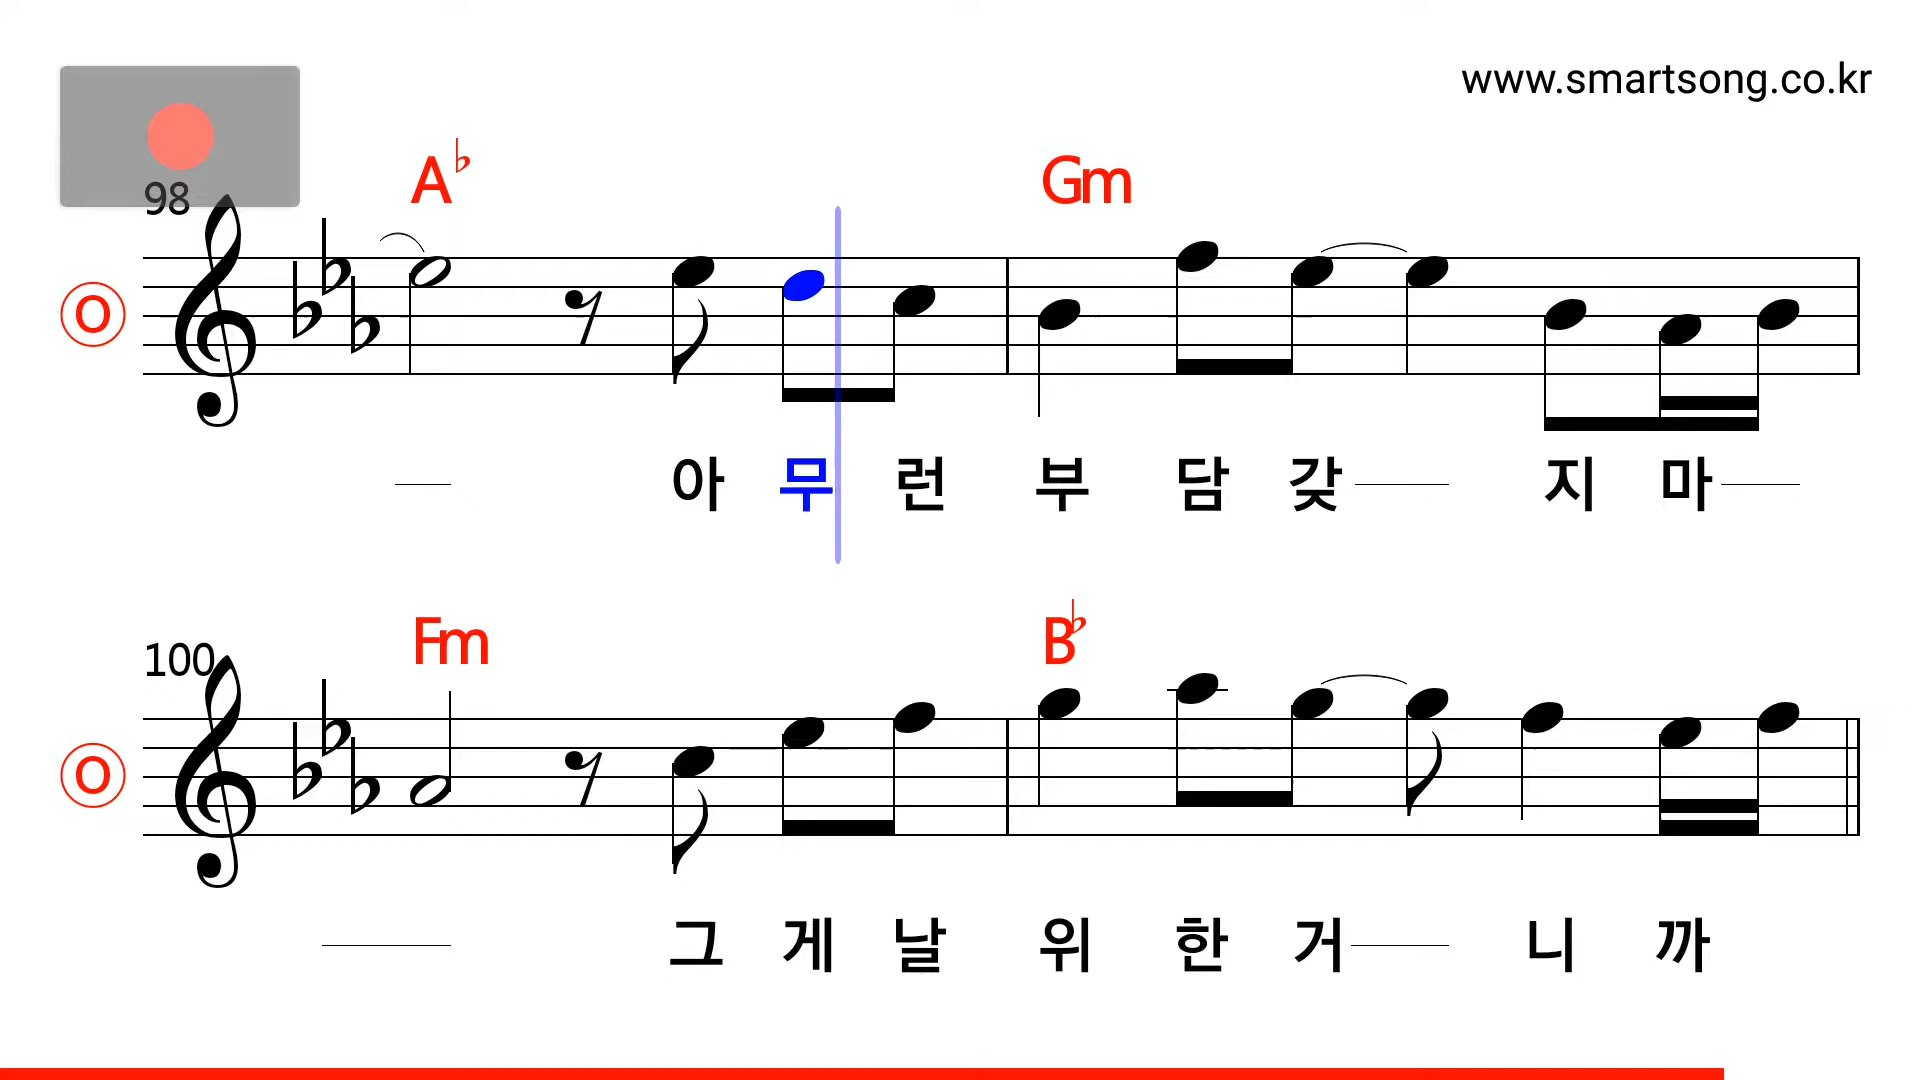 www.smartsong.co.kr
98
A♭ Gm
O
아 무 런 부 담 갖 지 마
100
Fm B♭
O
그 게 날 위 한 거 니 까